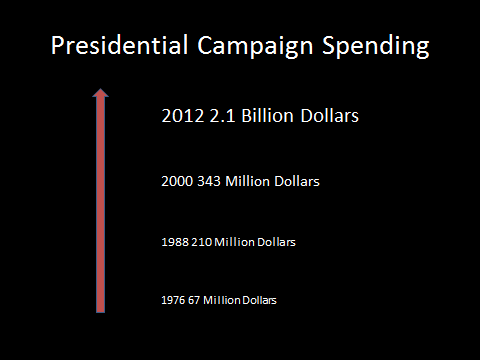 Presidential Campaign Spending
2012 2.1 Billion Dollars
2000 343 Million Dollars
1988 210 Million Dollars
1976 67 Million Dollars